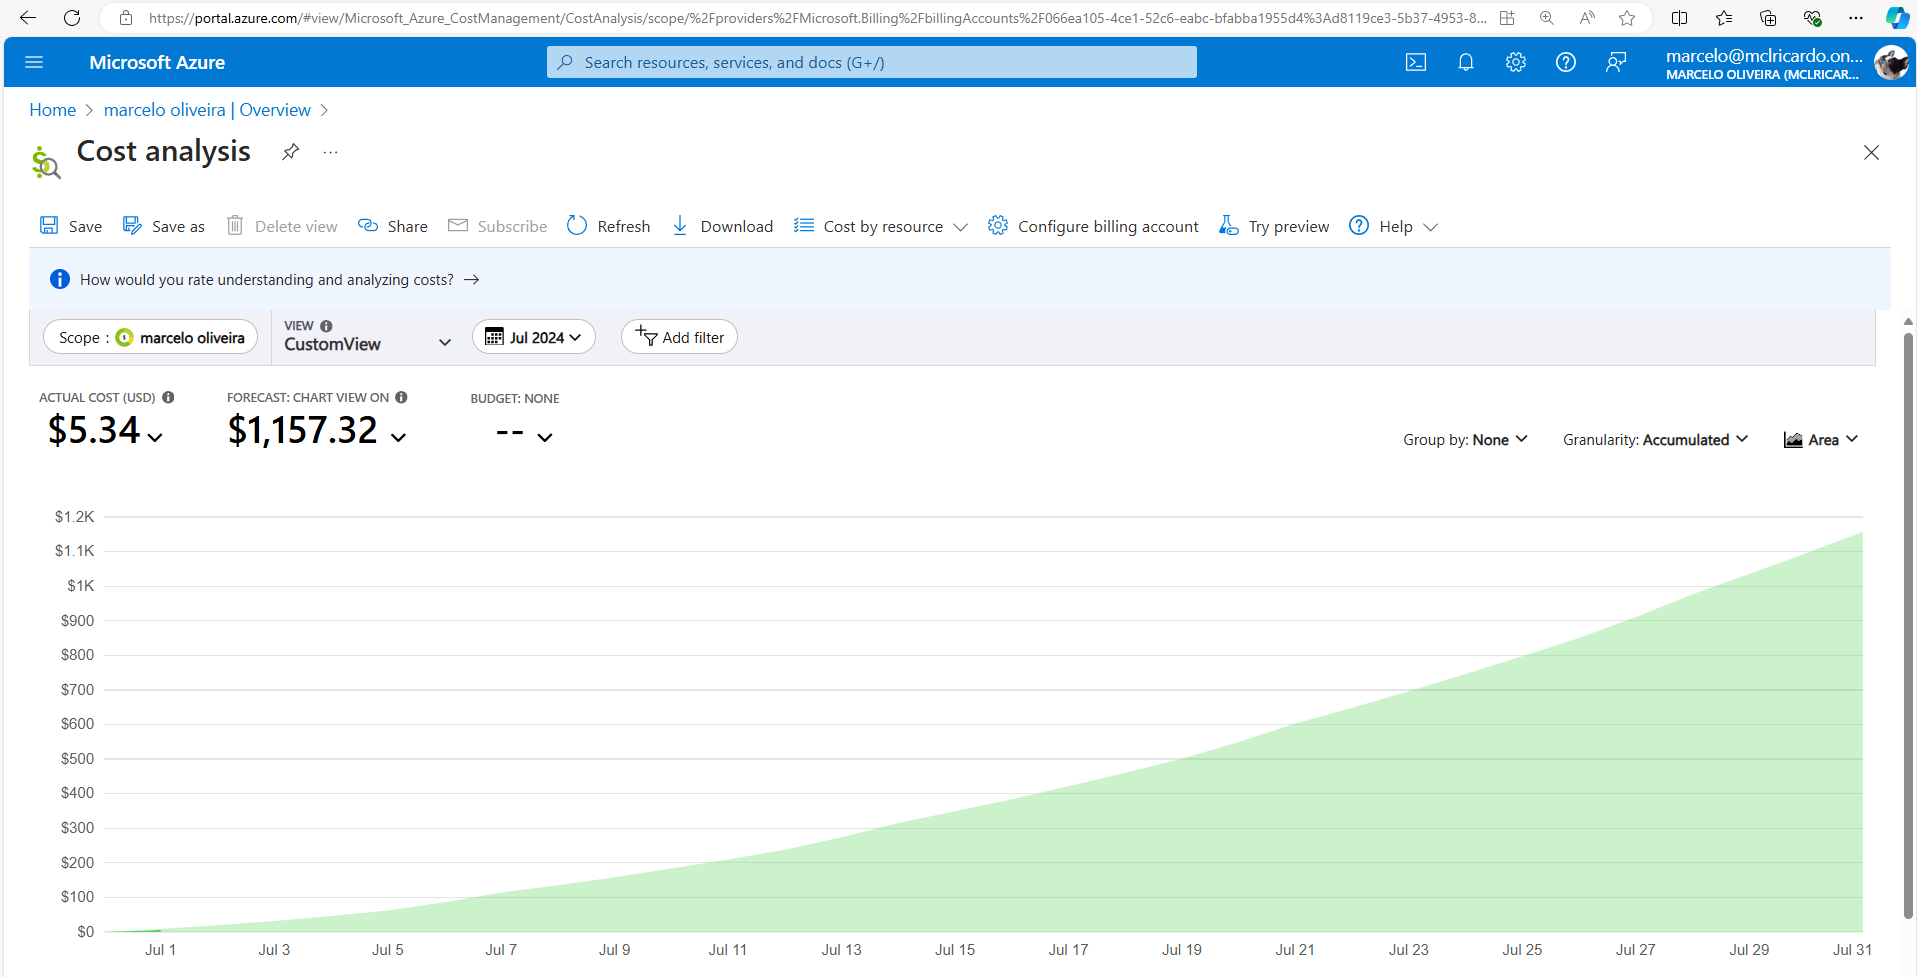 https://portal.azure.com/#view/Microsoft_Azure_CostManagement/CostAnalysis/scope/%2Fproviders%2FMicrosoft.Billing%2FbillingAccounts%2F066ea105-4ce1-52c6-eabc-bfabba1955d4%3Ad8119ce3-5b37-4953-8...
Microsoft Azure
Search resources, services, and docs (G+/)
marcelo@mclricardo.on...
MARCELO OLIVEIRA (MCLRICAR...
Home > marcelo oliveira | Overview >
Cost analysis
...
Save Save as Delete view Share Subscribe Refresh Download Cost by resource Configure billing account Try preview Help
How would you rate understanding and analyzing costs? →
Scope : marcelo oliveira
VIEW
CustomView
Jul 2024
Add filter
ACTUAL COST (USD)
$5.34
FORECAST: CHART VIEW ON
$1,157.32
BUDGET: NONE
--
Group by: None Granularity: Accumulated Area
$1.2K
$1.1K
$1K
$900
$800
$700
$600
$500
$400
$300
$200
$100
$0
Jul 1 Jul 3 Jul 5 Jul 7 Jul 9 Jul 11 Jul 13 Jul 15 Jul 17 Jul 19 Jul 21 Jul 23 Jul 25 Jul 27 Jul 29 Jul 31